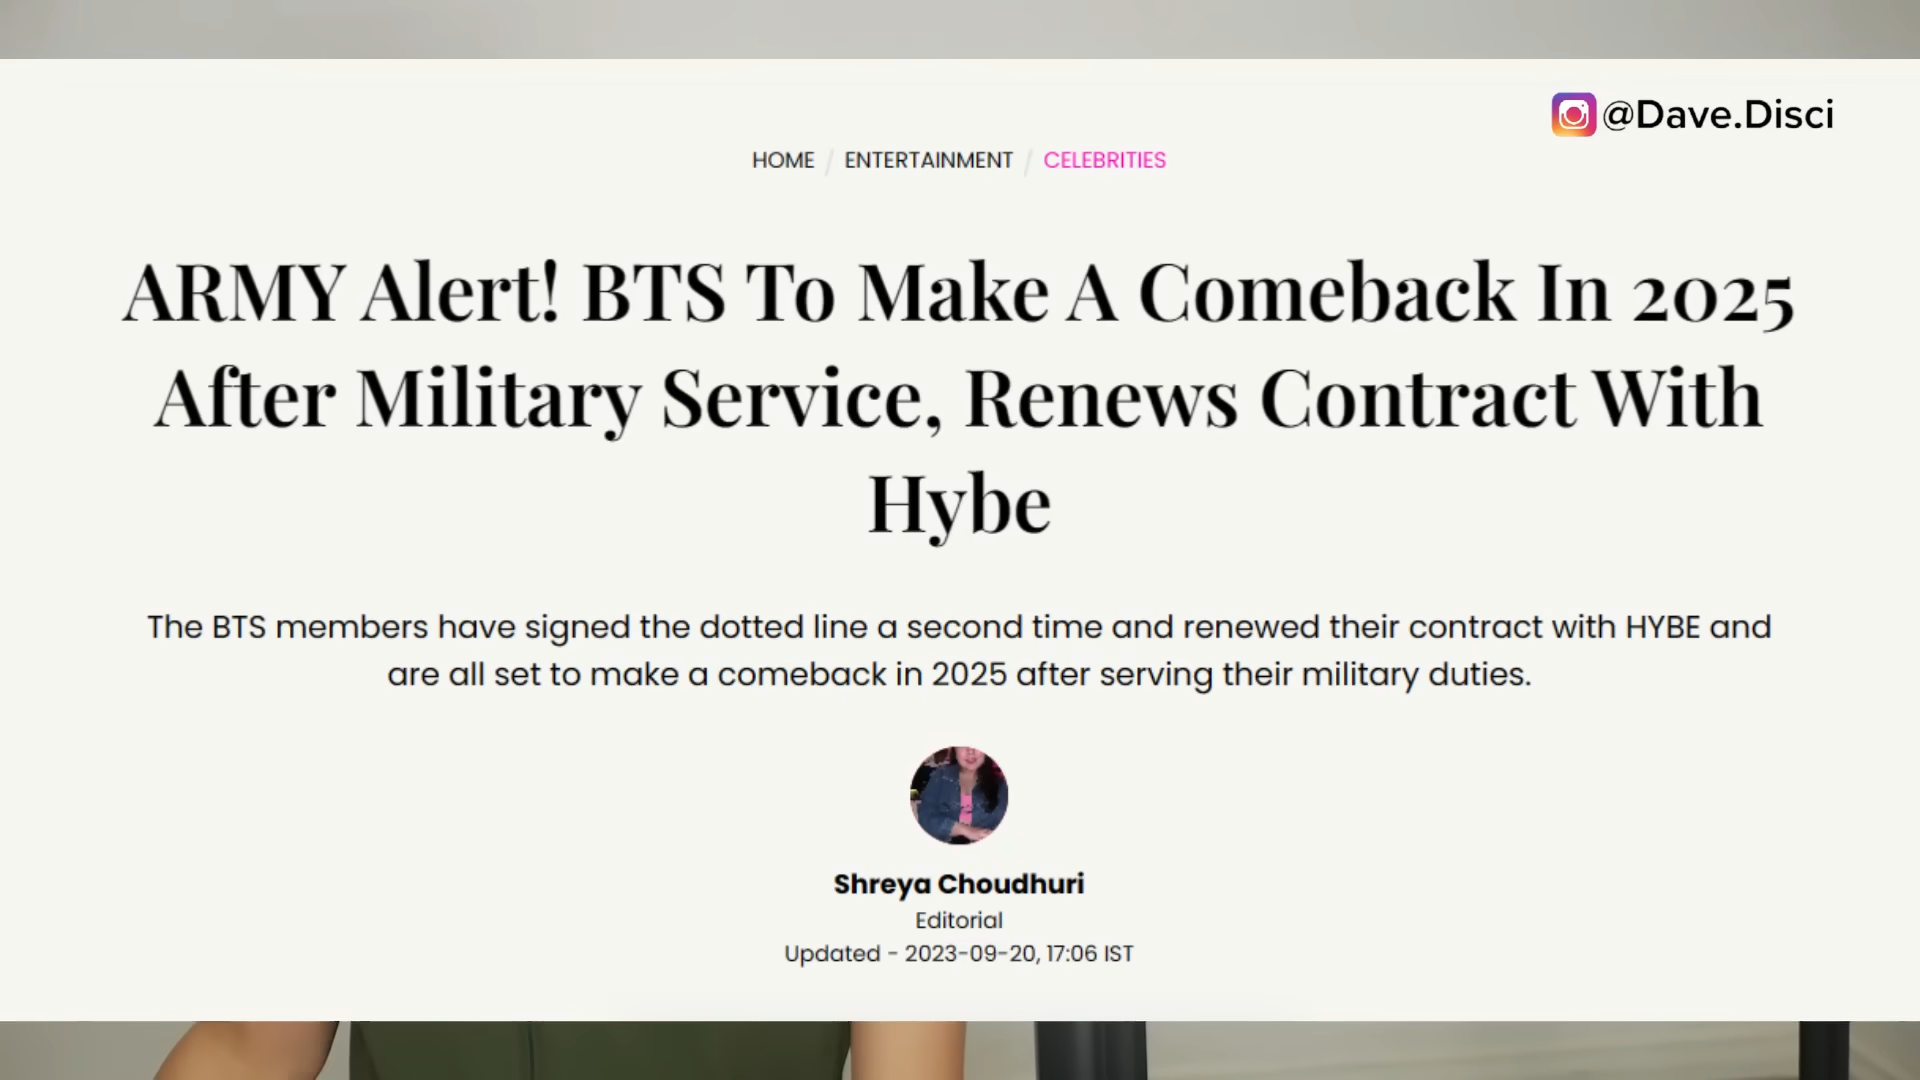 @Dave.Disci
HOME / ENTERTAINMENT / CELEBRITIES
ARMY Alert! BTS To Make A Comeback In 2025
After Military Service, Renews Contract With
Hybe
The BTS members have signed the dotted line a second time and renewed their contract with HYBE and
are all set to make a comeback in 2025 after serving their military duties.
Shreya Choudhuri
Editorial
Updated - 2023-09-20, 17:06 IST